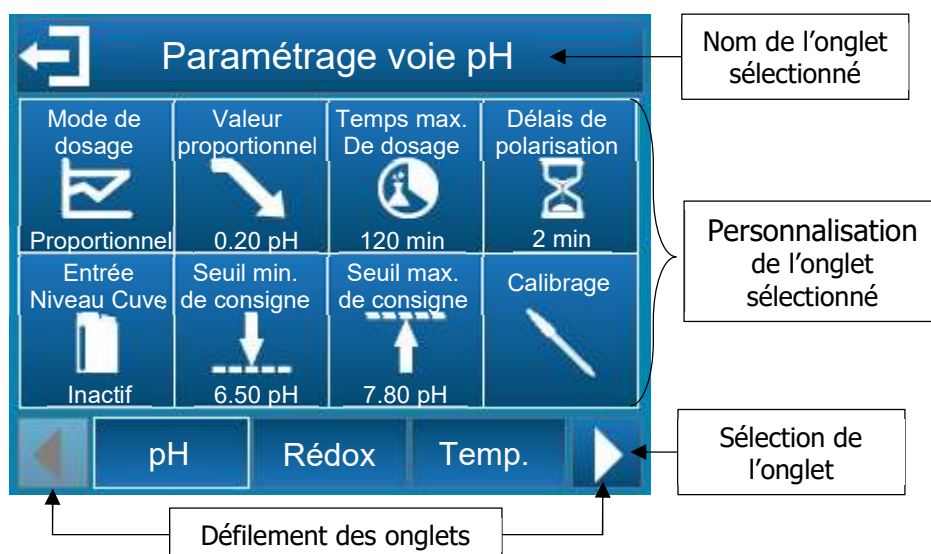 Paramétrage voie pH
Nom de l'onglet
sélectionné
Mode de
dosage
Proportionnel
Valeur
proportionnel
0.20 pH
Temps max.
De dosage
120 min
Délais de
polarisation
2 min
Entrée
Niveau Cuve
Inactif
Seuil min.
de consigne
6.50 pH
Seuil max.
de consigne
7.80 pH
Calibrage
Personnalisation
de l'onglet
sélectionné
pH
Rédox
Temp.
Sélection de
l'onglet
Défilement des onglets